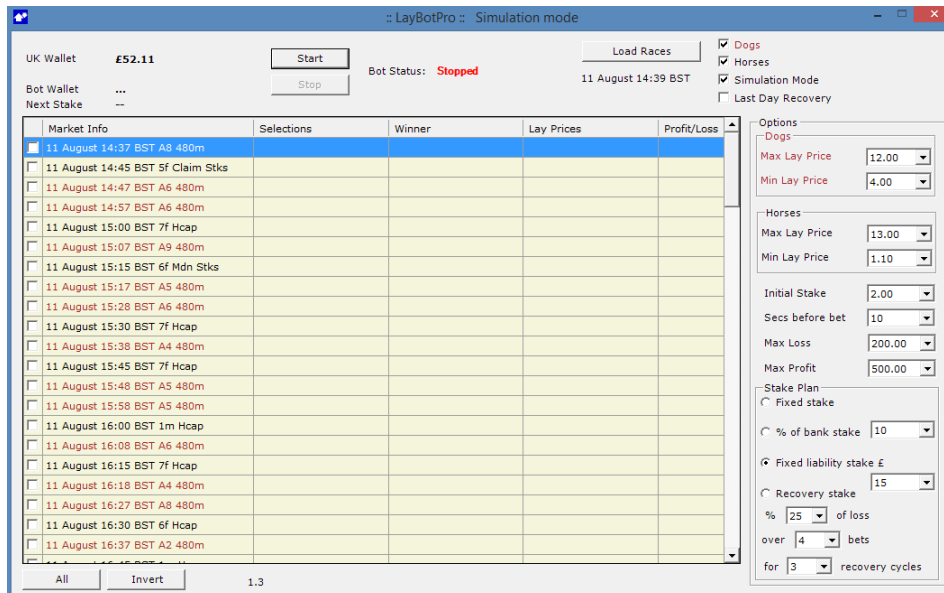 :: LayBotPro :: Simulation mode
UK Wallet £52.11
Bot Wallet ...
Next Stake --
Start
Stop
Bot Status: Stopped
Load Races
11 August 14:39 BST
Dogs
Horses
Simulation Mode
Last Day Recovery
Market Info Selections Winner Lay Prices Profit/Loss
11 August 14:37 BST A8 480m
11 August 14:45 BST 5f Claim Stks
11 August 14:47 BST A6 480m
11 August 14:57 BST A6 480m
11 August 15:00 BST 7f Hcap
11 August 15:07 BST A9 480m
11 August 15:15 BST 6f Mdn Stks
11 August 15:17 BST A5 480m
11 August 15:28 BST A6 480m
11 August 15:30 BST 7f Hcap
11 August 15:38 BST A4 480m
11 August 15:45 BST 7f Hcap
11 August 15:48 BST A5 480m
11 August 15:58 BST A5 480m
11 August 16:00 BST 1m Hcap
11 August 16:08 BST A6 480m
11 August 16:15 BST 7f Hcap
11 August 16:18 BST A4 480m
11 August 16:27 BST A8 480m
11 August 16:30 BST 6f Hcap
11 August 16:37 BST A2 480m
All
Invert
1.3
Options
Dogs
Max Lay Price 12.00
Min Lay Price 4.00
Horses
Max Lay Price 13.00
Min Lay Price 1.10
Initial Stake 2.00
Secs before bet 10
Max Loss 200.00
Max Profit 500.00
Stake Plan
Fixed stake
% of bank stake 10
Fixed liability stake £
15
Recovery stake
% 25 of loss
over 4 bets
for 3 recovery cycles